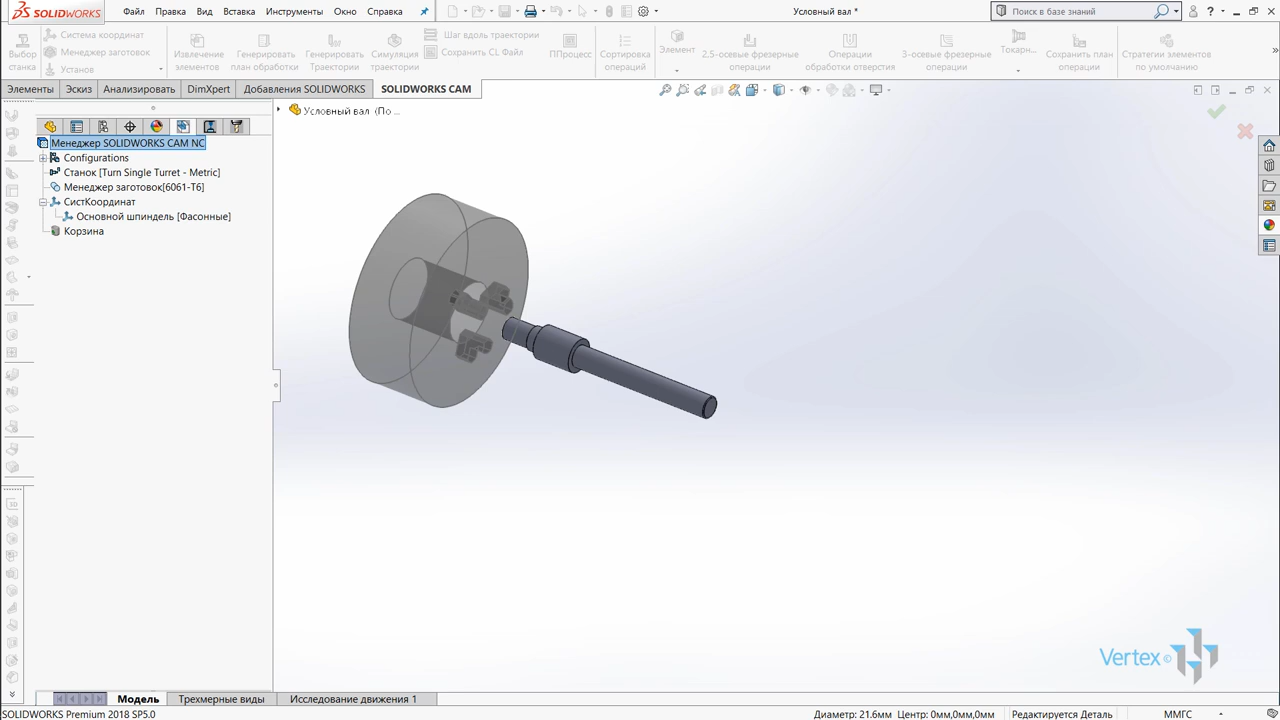 SOLIDWORKS
Файл Правка Вид Вставка Инструменты Окно Справка
Условный вал *
Поиск в базе знаний
Выбор станка
Система координат
Менеджер заготовок
Установ
Извлечение элементов
Генерировать план обработки
Генерировать Траектории
Симуляция траектории
Шаг вдоль траектории
Сохранить CL Файл
ППроцесс
Сортировка операций
Элемент
2,5-осевые фрезерные операции
Операции обработки отверстия
3-осевые фрезерные операции
Токарн...
Сохранить план операции
Стратегии элементов по умолчанию
Элементы Эскиз Анализировать DimXpert Добавления SOLIDWORKS SOLIDWORKS CAM
Условный вал (По ...
Менеджер SOLIDWORKS CAM NC
Configurations
Станок [Turn Single Turret - Metric]
Менеджер заготовок[6061-T6]
СистКоординат
Основной шпиндель [Фасонные]
Корзина
Vertex©
Модель Трехмерные виды Исследование движения 1
SOLIDWORKS Premium 2018 SP5.0
Диаметр: 21.6мм Центр: 0мм,0мм,0мм Редактируется Деталь ММГС